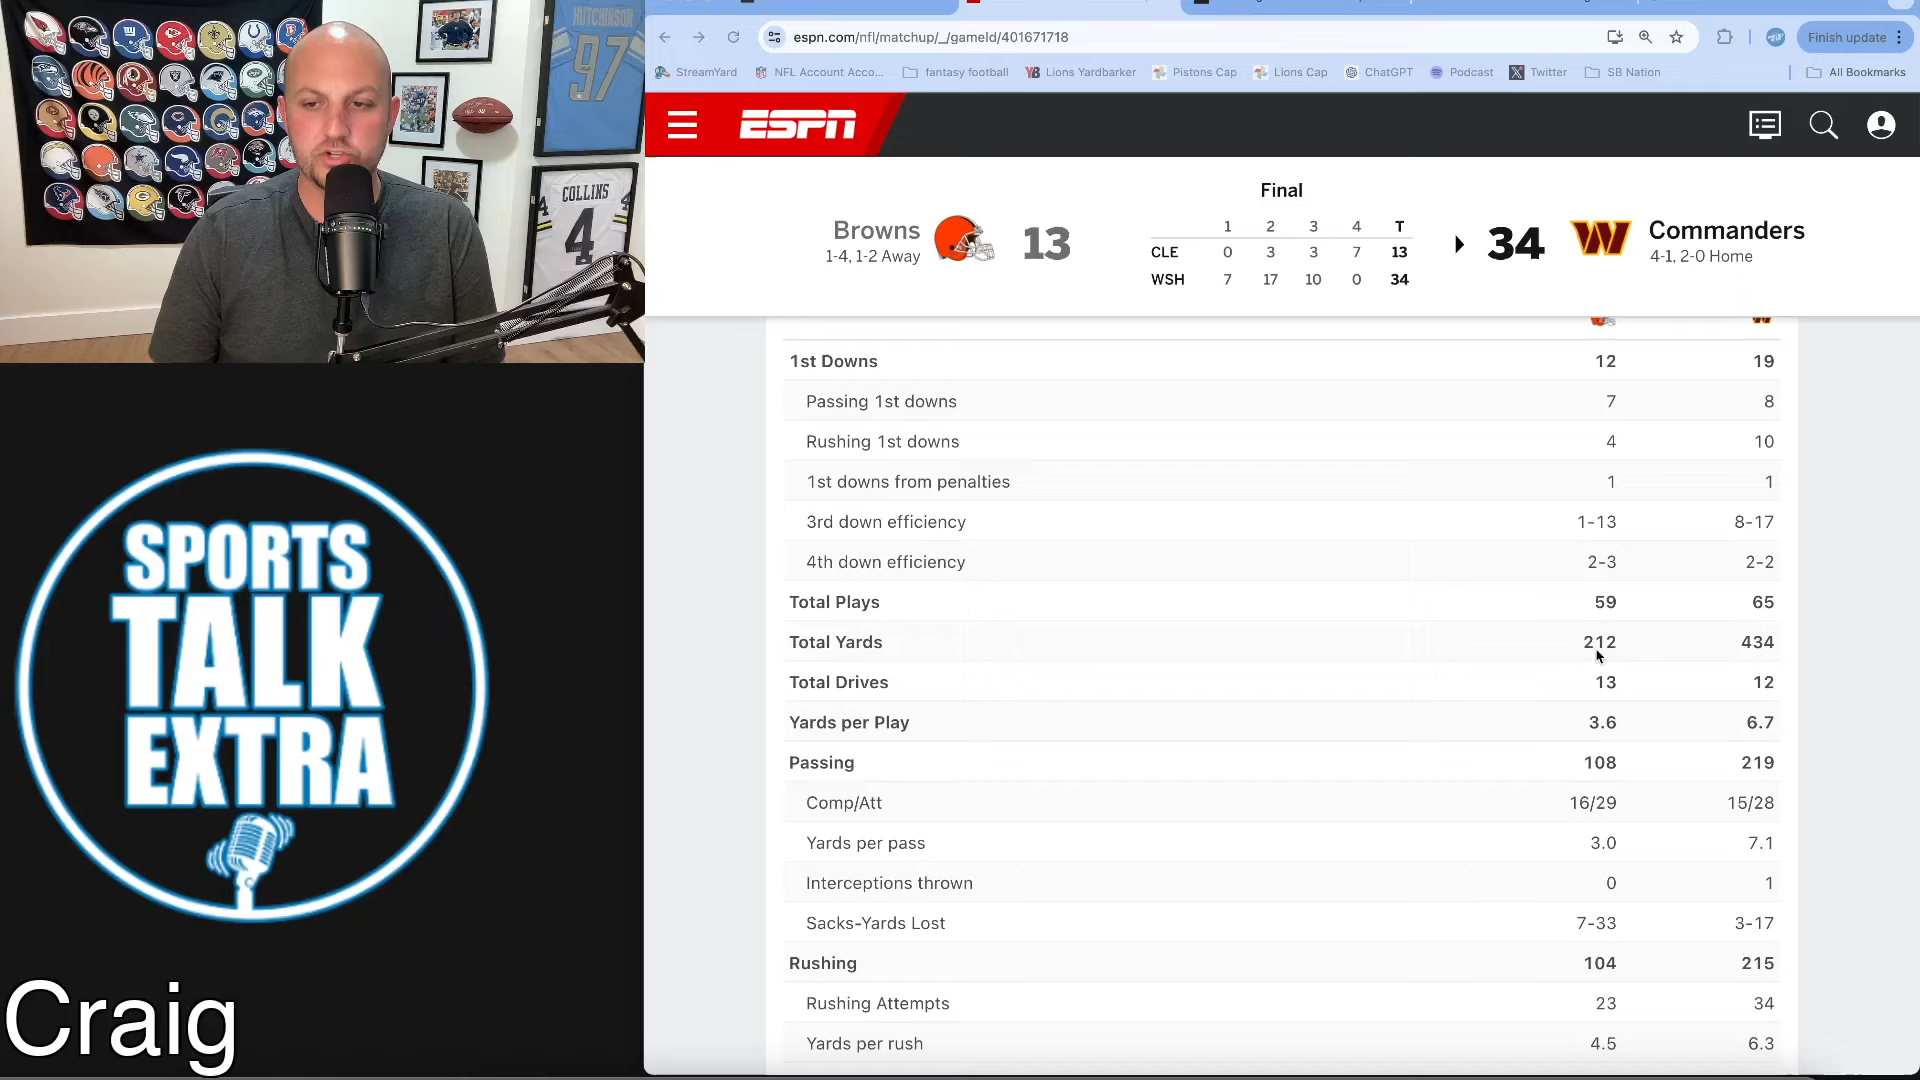 HUTCHINSON
97
COLLINS
4
SPORTS
TALK
EXTRA
Craig
espn.com/nfl/matchup/_/gameId/401671718
Finish update
StreamYard
NFL Account Acco...
fantasy football
Lions Yardbarker
Pistons Cap
Lions Cap
ChatGPT
Podcast
Twitter
SB Nation
All Bookmarks
ESPN
Final
Browns
1-4, 1-2 Away
13
1 2 3 4 T
CLE 0 3 3 7 13
WSH 7 17 10 0 34
34
Commanders
4-1, 2-0 Home
1st Downs 12 19
Passing 1st downs 7 8
Rushing 1st downs 4 10
1st downs from penalties 1 1
3rd down efficiency 1-13 8-17
4th down efficiency 2-3 2-2
Total Plays 59 65
Total Yards 212 434
Total Drives 13 12
Yards per Play 3.6 6.7
Passing 108 219
Comp/Att 16/29 15/28
Yards per pass 3.0 7.1
Interceptions thrown 0 1
Sacks-Yards Lost 7-33 3-17
Rushing 104 215
Rushing Attempts 23 34
Yards per rush 4.5 6.3